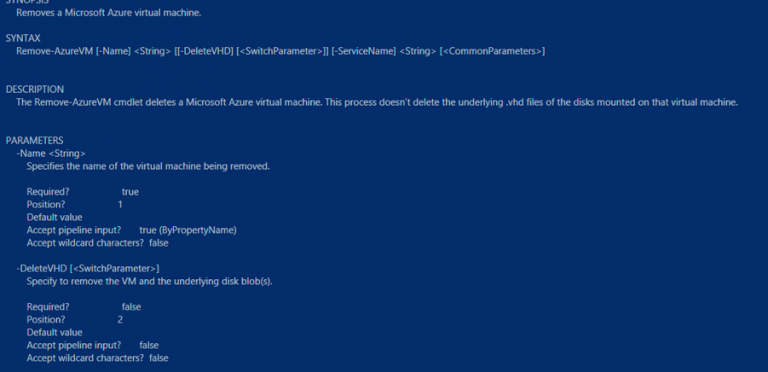 SYNOPSIS
Removes a Microsoft Azure virtual machine.
SYNTAX
Remove-AzureVM [-Name] <String> [[-DeleteVHD] [<SwitchParameter>]] [-ServiceName] <String> [<CommonParameters>]
DESCRIPTION
The Remove-AzureVM cmdlet deletes a Microsoft Azure virtual machine. This process doesn't delete the underlying .vhd files of the disks mounted on that virtual machine.
PARAMETERS
-Name <String>
Specifies the name of the virtual machine being removed.
Required? true
Position? 1
Default value
Accept pipeline input? true (ByPropertyName)
Accept wildcard characters? false
-DeleteVHD [<SwitchParameter>]
Specify to remove the VM and the underlying disk blob(s).
Required? false
Position? 2
Default value
Accept pipeline input? false
Accept wildcard characters? false